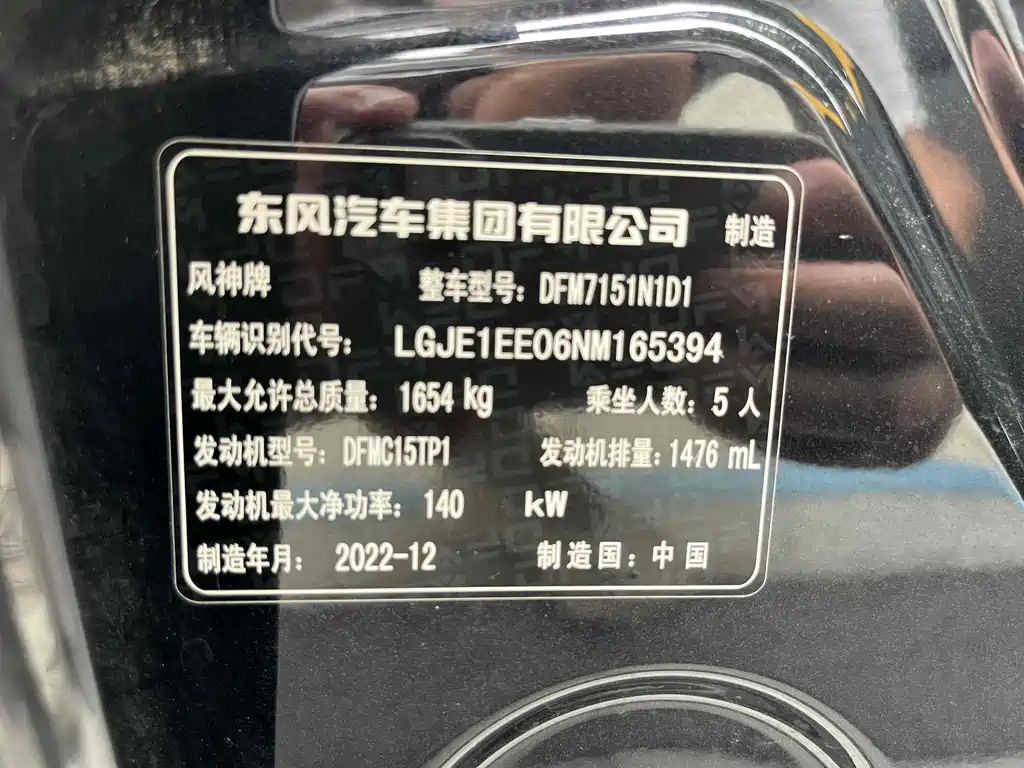 东风汽车集团有限公司 制造
风神牌 整车型号: DFM7151N1D1
车辆识别代号: LGJE1EE06NM165394
最大允许总质量: 1654 kg 乘坐人数: 5 人
发动机型号: DFMC15TP1 发动机排量: 1476 mL
发动机最大净功率: 140 kW
制造年月: 2022-12 制造国: 中国